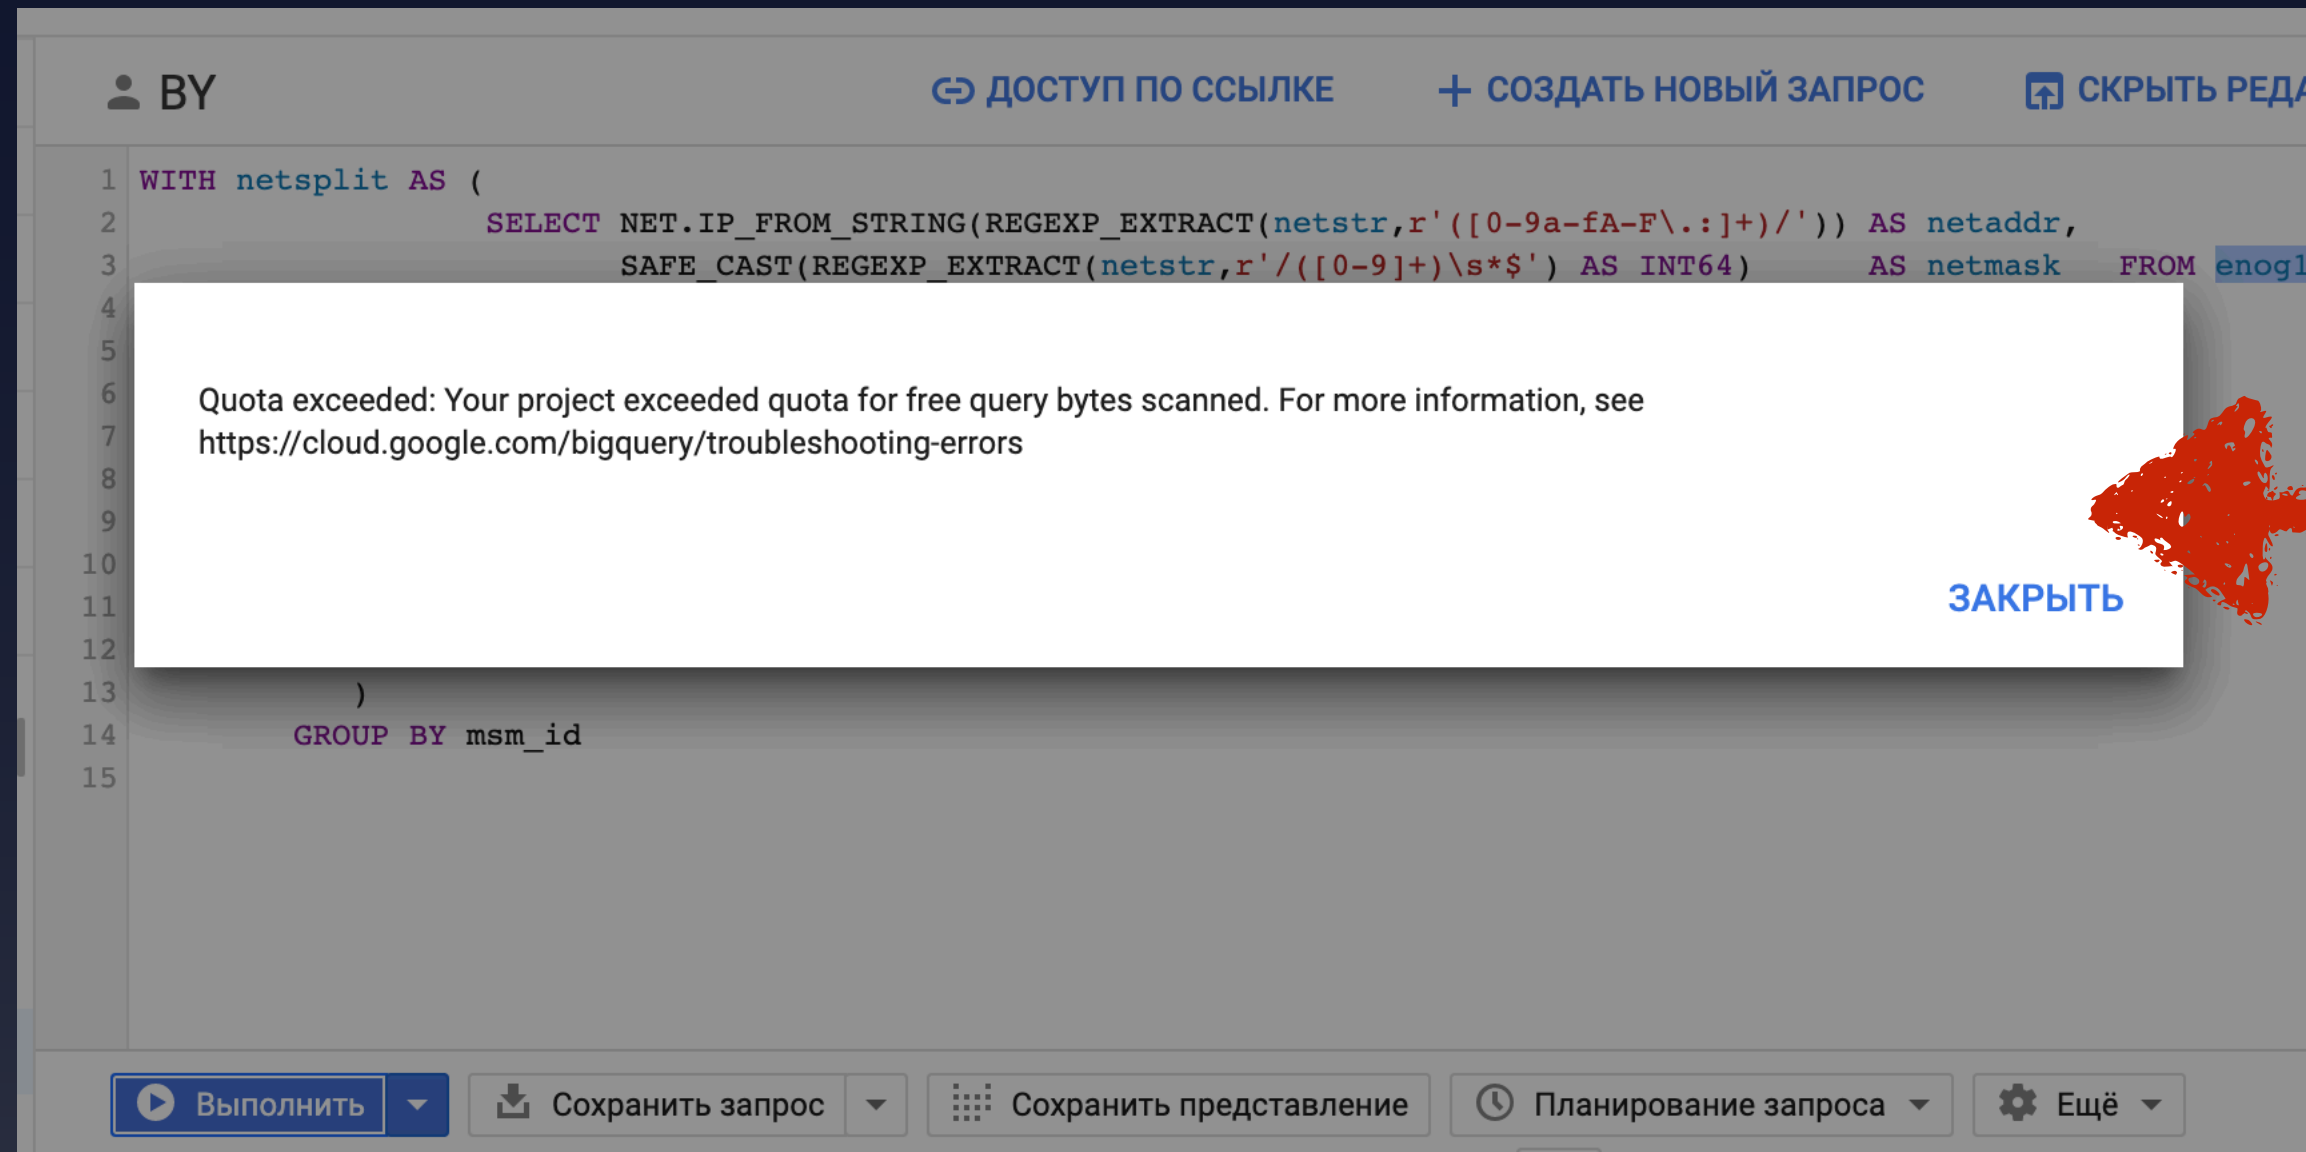 BY
ДОСТУП ПО ССЫЛКЕ
СОЗДАТЬ НОВЫЙ ЗАПРОС
СКРЫТЬ
1 WITH netsplit AS (
2 SELECT NET.IP_FROM_STRING(REGEXP_EXTRACT(netstr,r'([0-9a-fA-F\.:]+)/')) AS netaddr,
3 SAFE_CAST(REGEXP_EXTRACT(netstr,r'/([0-9]+)\s*$') AS INT64) AS netmask FROM enog1
4
5
6
7
8
9
10
11
12
13 )
14 GROUP BY msm_id
15
Quota exceeded: Your project exceeded quota for free query bytes scanned. For more information, see
https://cloud.google.com/bigquery/troubleshooting-errors
ЗАКРЫТЬ
Выполнить
Сохранить запрос
Сохранить представление
Планирование запроса
Ещё